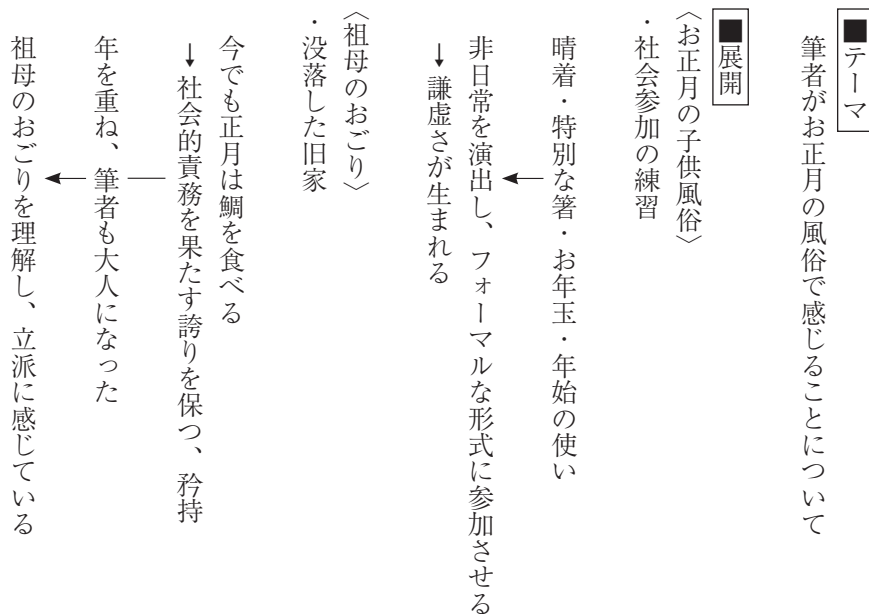 ■テーマ
筆者がお正月の風俗で感じることについて
■展開
〈お正月の子供風俗〉
・社会参加の練習
晴着・特別な箸・お年玉・年始の使い
非日常を演出し、フォーマルな形式に参加させる
→謙虚さが生まれる
〈祖母のおごり〉
・没落した旧家
今でも正月は鯛を食べる
→社会的責務を果たす誇りを保つ、矜持
年を重ね、筆者も大人になった
祖母のおごりを理解し、立派に感じている